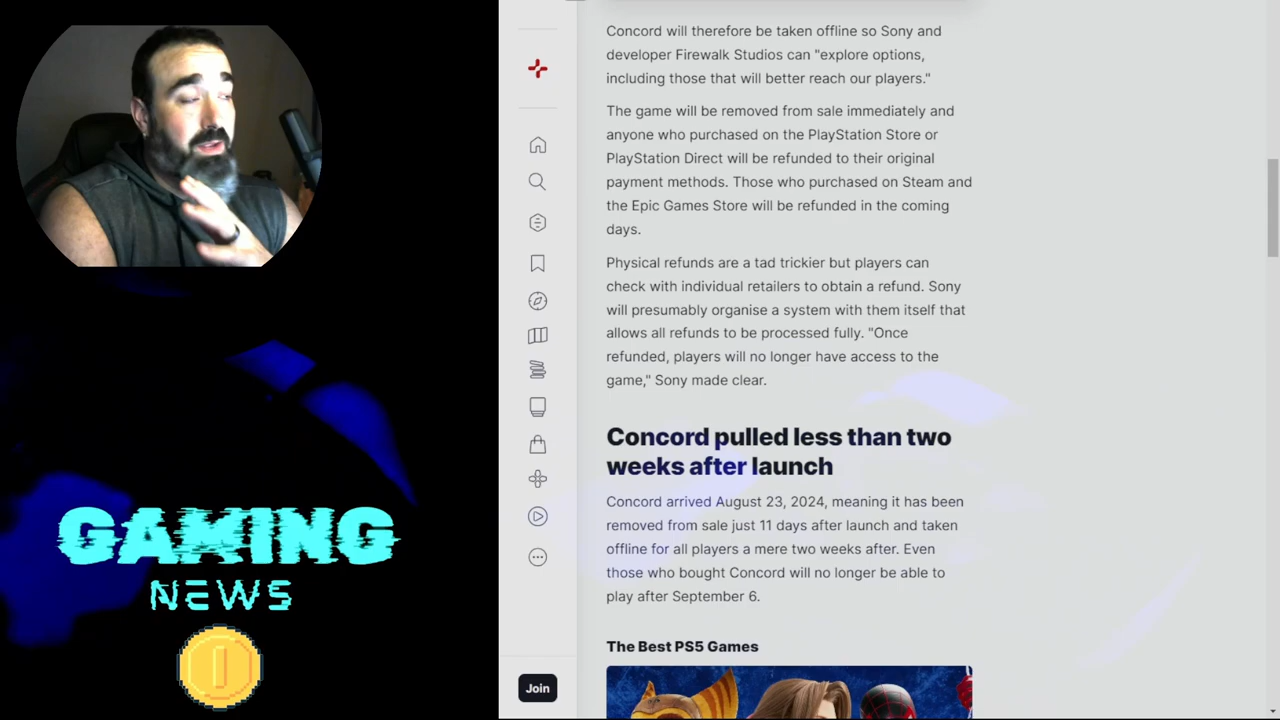 Concord will therefore be taken offline so Sony and
developer Firewalk Studios can "explore options,
including those that will better reach our players."
The game will be removed from sale immediately and
anyone who purchased on the PlayStation Store or
PlayStation Direct will be refunded to their original
payment methods. Those who purchased on Steam and
the Epic Games Store will be refunded in the coming
days.
Physical refunds are a tad trickier but players can
check with individual retailers to obtain a refund. Sony
will presumably organise a system with them itself that
allows all refunds to be processed fully. "Once
refunded, players will no longer have access to the
game," Sony made clear.
Concord pulled less than two
weeks after launch
Concord arrived August 23, 2024, meaning it has been
removed from sale just 11 days after launch and taken
offline for all players a mere two weeks after. Even
those who bought Concord will no longer be able to
play after September 6.
The Best PS5 Games
Join
GAMING
NEWS